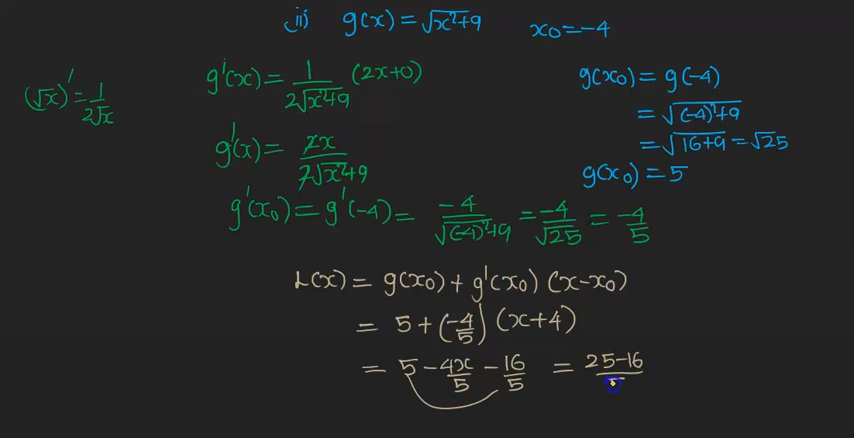 ii) g(x) = √(x²+9)    x₀ = -4
(√x)' = 1/(2√x)
g'(x) = 1/(2√(x²+9)) (2x+0)
g'(x) = 2x/(2√(x²+9))
g'(x₀) = g'(-4) = -4/√((-4)²+9) = -4/√25 = -4/5
g(x₀) = g(-4)
= √((-4)²+9)
= √(16+9) = √25
g(x₀) = 5
L(x) = g(x₀) + g'(x₀) (x-x₀)
= 5 + (-4/5) (x+4)
= 5 - 4x/5 - 16/5 = (25-16)/